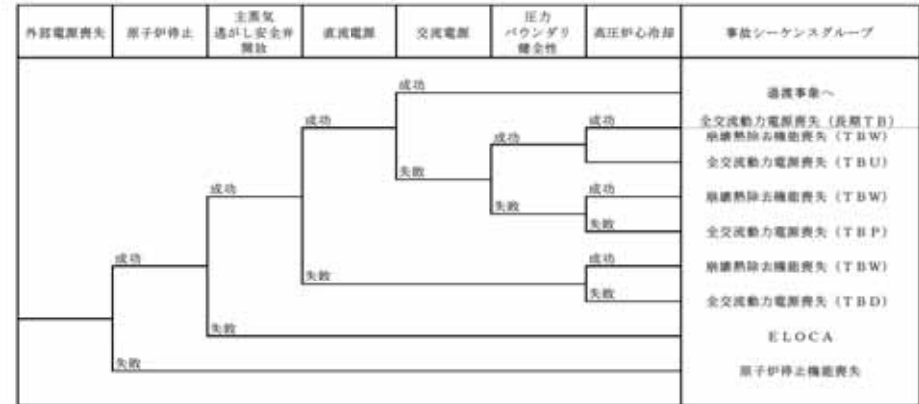 外部電源喪失
原子炉停止
主蒸気
逃がし安全弁
開放
直流電源
交流電源
圧力
バウンダリ
健全性
高圧炉心冷却
事故シーケンスグループ
成功
過渡事象へ
成功
成功
全交流動力電源喪失(長期TB)
崩壊熱除去機能喪失(TBW)
成功
全交流動力電源喪失(TBU)
失敗
成功
成功
崩壊熱除去機能喪失(TBW)
失敗
失敗
全交流動力電源喪失(TBP)
成功
成功
崩壊熱除去機能喪失(TBW)
失敗
失敗
全交流動力電源喪失(TBD)
失敗
ELOCA
失敗
原子炉停止機能喪失